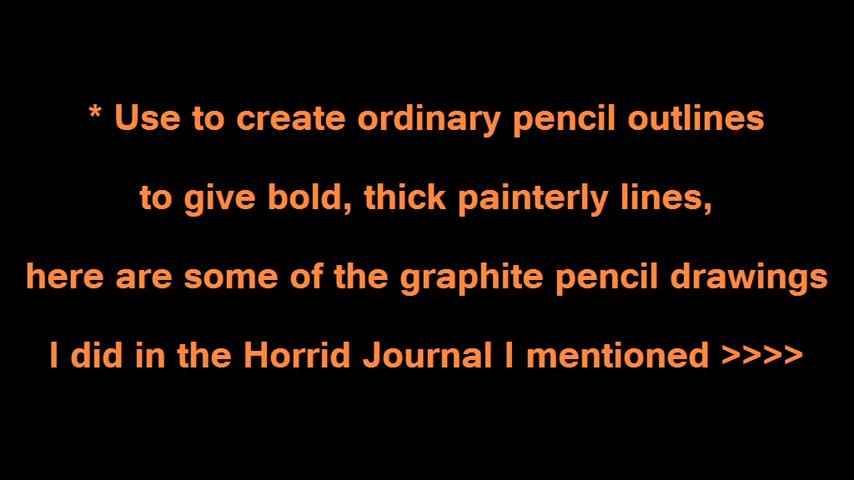 * Use to create ordinary pencil outlines
to give bold, thick painterly lines,
here are some of the graphite pencil drawings
I did in the Horrid Journal I mentioned >>>>